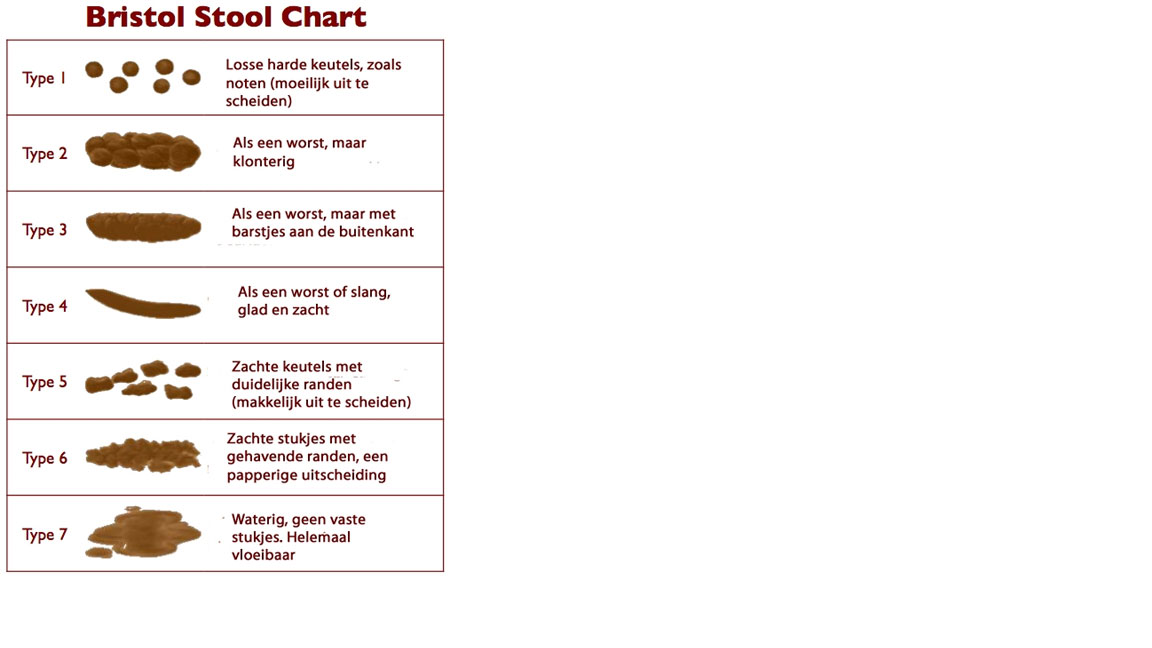 Bristol Stool Chart
Type 1
Losse harde keutels, zoals
noten (moeilijk uit te
scheiden)
Type 2
Als een worst, maar
klonterig
Type 3
Als een worst, maar met
barstjes aan de buitenkant
Type 4
Als een worst of slang,
glad en zacht
Type 5
Zachte keutels met
duidelijke randen
(makkelijk uit te scheiden)
Type 6
Zachte stukjes met
gehavende randen, een
papperige uitscheiding
Type 7
Waterig, geen vaste
stukjes. Helemaal
vloeibaar